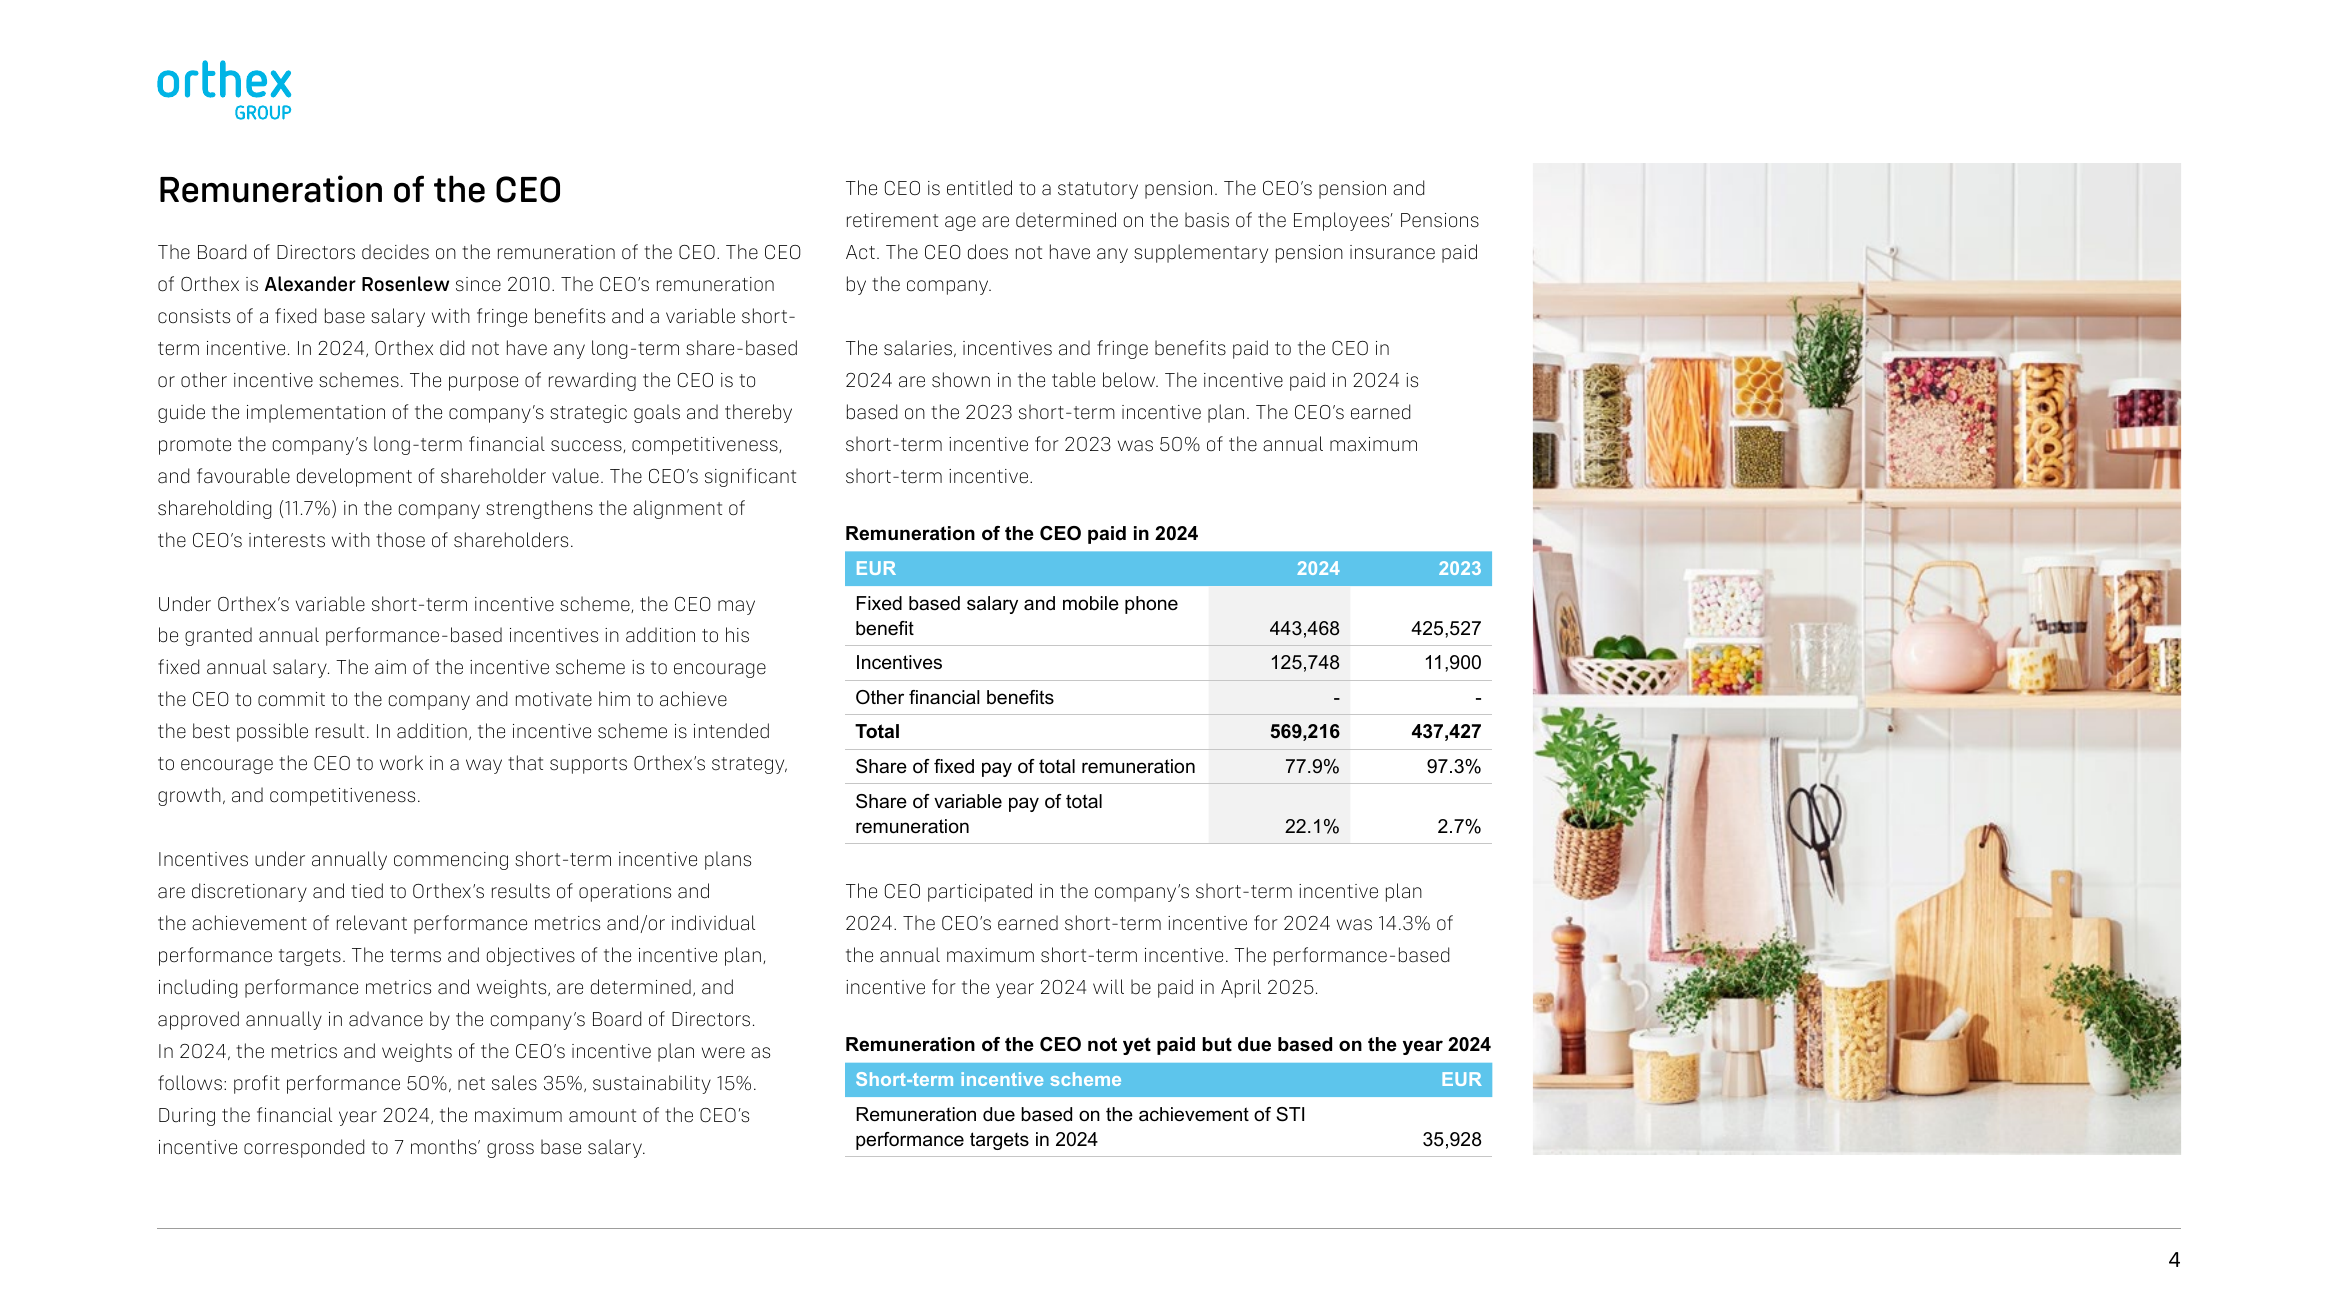 orthex
GROUP
Remuneration of the CEO
The Board of Directors decides on the remuneration of the CEO. The CEO
of Orthex is Alexander Rosenlew since 2010. The CEO’s remuneration
consists of a fixed base salary with fringe benefits and a variable short-
term incentive. In 2024, Orthex did not have any long-term share-based
or other incentive schemes. The purpose of rewarding the CEO is to
guide the implementation of the company’s strategic goals and thereby
promote the company’s long-term financial success, competitiveness,
and favourable development of shareholder value. The CEO’s significant
shareholding (11.7%) in the company strengthens the alignment of
the CEO’s interests with those of shareholders.
Under Orthex’s variable short-term incentive scheme, the CEO may
be granted annual performance-based incentives in addition to his
fixed annual salary. The aim of the incentive scheme is to encourage
the CEO to commit to the company and motivate him to achieve
the best possible result. In addition, the incentive scheme is intended
to encourage the CEO to work in a way that supports Orthex’s strategy,
growth, and competitiveness.
Incentives under annually commencing short-term incentive plans
are discretionary and tied to Orthex’s results of operations and
the achievement of relevant performance metrics and/or individual
performance targets. The terms and objectives of the incentive plan,
including performance metrics and weights, are determined, and
approved annually in advance by the company’s Board of Directors.
In 2024, the metrics and weights of the CEO’s incentive plan were as
follows: profit performance 50%, net sales 35%, sustainability 15%.
During the financial year 2024, the maximum amount of the CEO’s
incentive corresponded to 7 months’ gross base salary.
The CEO is entitled to a statutory pension. The CEO’s pension and
retirement age are determined on the basis of the Employees’ Pensions
Act. The CEO does not have any supplementary pension insurance paid
by the company.
The salaries, incentives and fringe benefits paid to the CEO in
2024 are shown in the table below. The incentive paid in 2024 is
based on the 2023 short-term incentive plan. The CEO’s earned
short-term incentive for 2023 was 50% of the annual maximum
short-term incentive.
Remuneration of the CEO paid in 2024
EUR 2024 2023
Fixed based salary and mobile phone
benefit 443,468 425,527
Incentives 125,748 11,900
Other financial benefits - -
Total 569,216 437,427
Share of fixed pay of total remuneration 77.9% 97.3%
Share of variable pay of total
remuneration 22.1% 2.7%
The CEO participated in the company’s short-term incentive plan
2024. The CEO’s earned short-term incentive for 2024 was 14.3% of
the annual maximum short-term incentive. The performance-based
incentive for the year 2024 will be paid in April 2025.
Remuneration of the CEO not yet paid but due based on the year 2024
Short-term incentive scheme EUR
Remuneration due based on the achievement of STI
performance targets in 2024 35,928
4